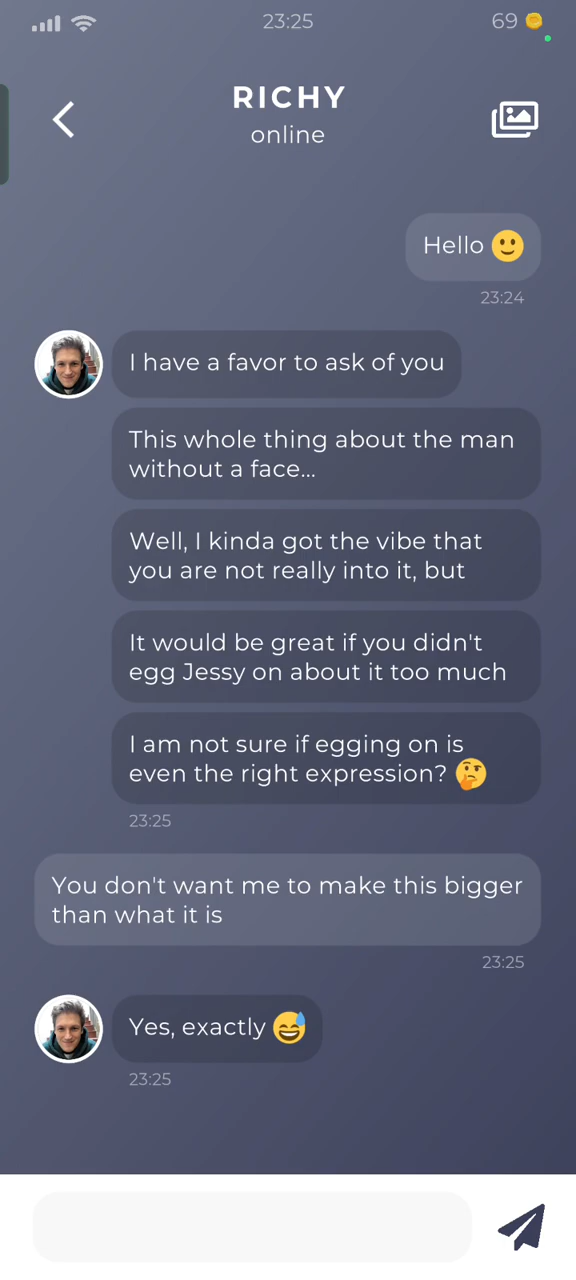 23:25
69
RICHY
online
Hello 🙂
23:24
I have a favor to ask of you
This whole thing about the man
without a face...
Well, I kinda got the vibe that
you are not really into it, but
It would be great if you didn't
egg Jessy on about it too much
I am not sure if egging on is
even the right expression? 🤔
23:25
You don't want me to make this bigger
than what it is
23:25
Yes, exactly 😅
23:25